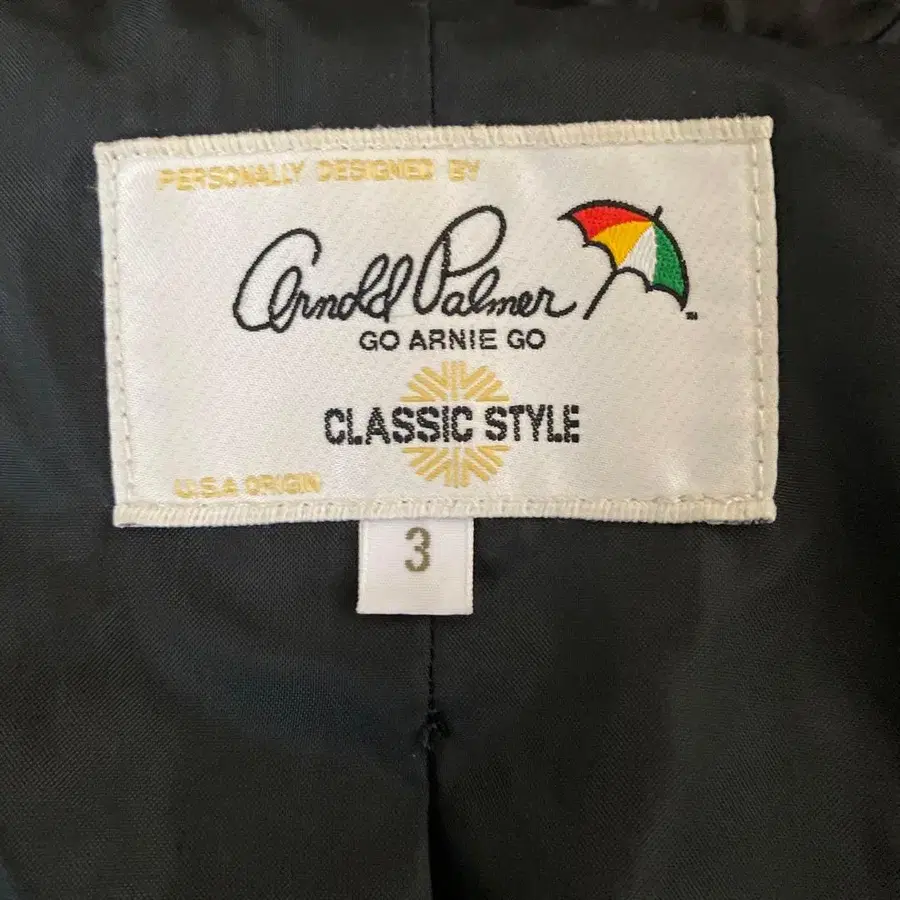 PERSONALLY DESIGNED BY
Arnold Palmer
TM
GO ARNIE GO
CLASSIC STYLE
U.S.A ORIGIN
3